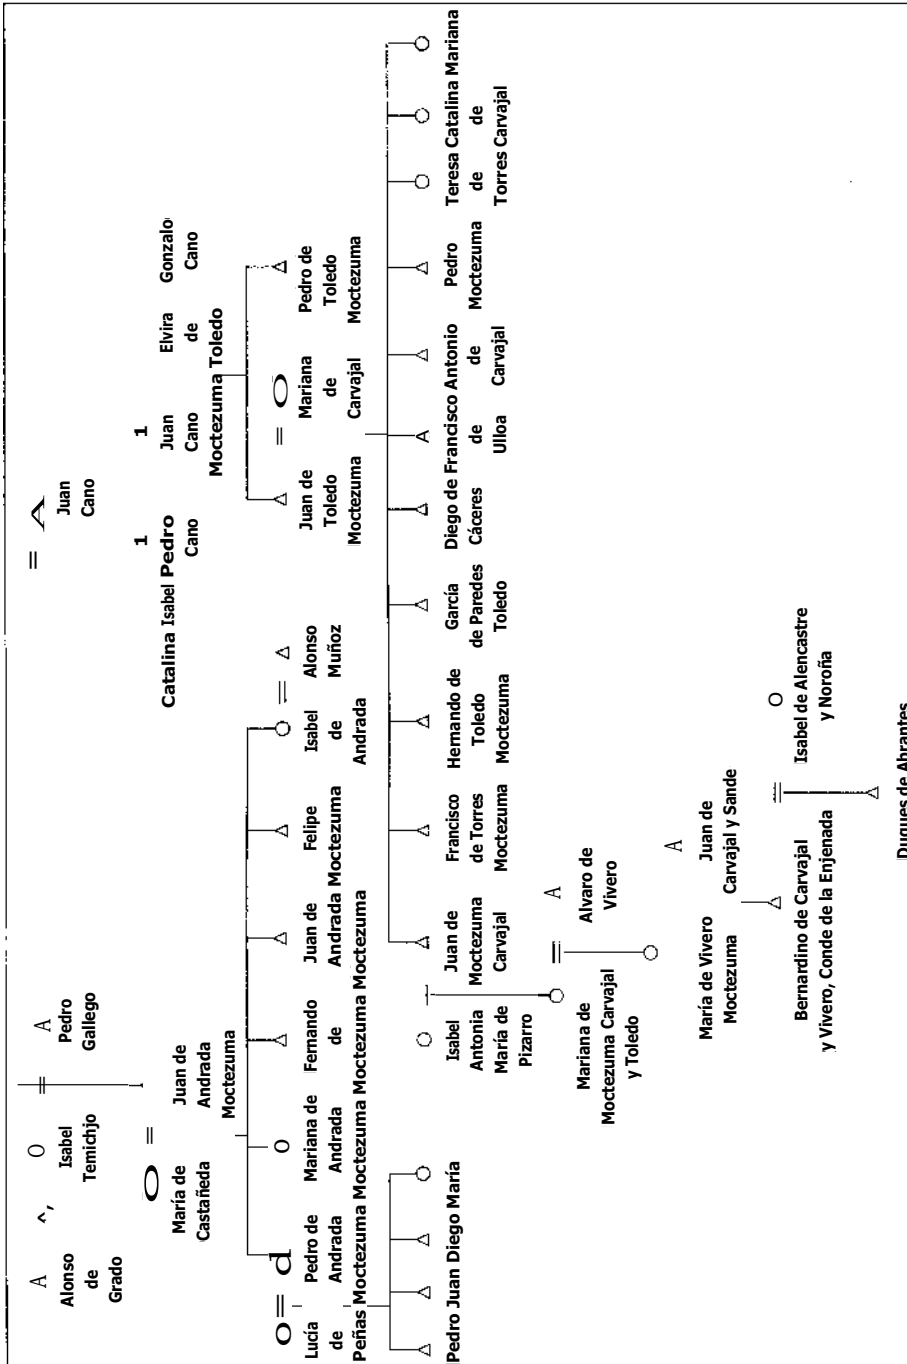 Alonso
de
Grado
Isabel
Temichjo
Pedro
Gallego
Juan
Cano
María de
Castañeda
Juan de
Andrada
Moctezuma
Catalina Isabel Pedro
Cano
Juan
Cano
Elvira
de
Gonzalo
Cano
Moctezuma Toledo
Lucía
de
Pedro de
Andrada
Mariana de
Andrada
Fernando
de
Juan de
Andrada Moctezuma
Felipe
Isabel
de
Andrada
Alonso
Muñoz
Peñas Moctezuma Moctezuma Moctezuma Moctezuma
Juan de
Toledo
Moctezuma
Mariana
de
Carvajal
Pedro de
Toledo
Moctezuma
Pedro Juan Diego María
Isabel
Antonia
María de
Pizarro
Juan de
Moctezuma
Carvajal
Francisco
de Torres
Moctezuma
Hernando de
Toledo
Moctezuma
García
de Paredes
Toledo
Diego de Francisco Antonio
Cáceres
de
Ulloa
de
Carvajal
Pedro
Moctezuma
Teresa Catalina Mariana
de
de
Torres Carvajal
Mariana de
Moctezuma Carvajal
y Toledo
Alvaro de
Vivero
María de Vivero
Moctezuma
Juan de
Carvajal y Sande
Bernardino de Carvajal
y Vivero, Conde de la Enjenada
Isabel de Alencastre
y Noroña
Duques de Abrantes